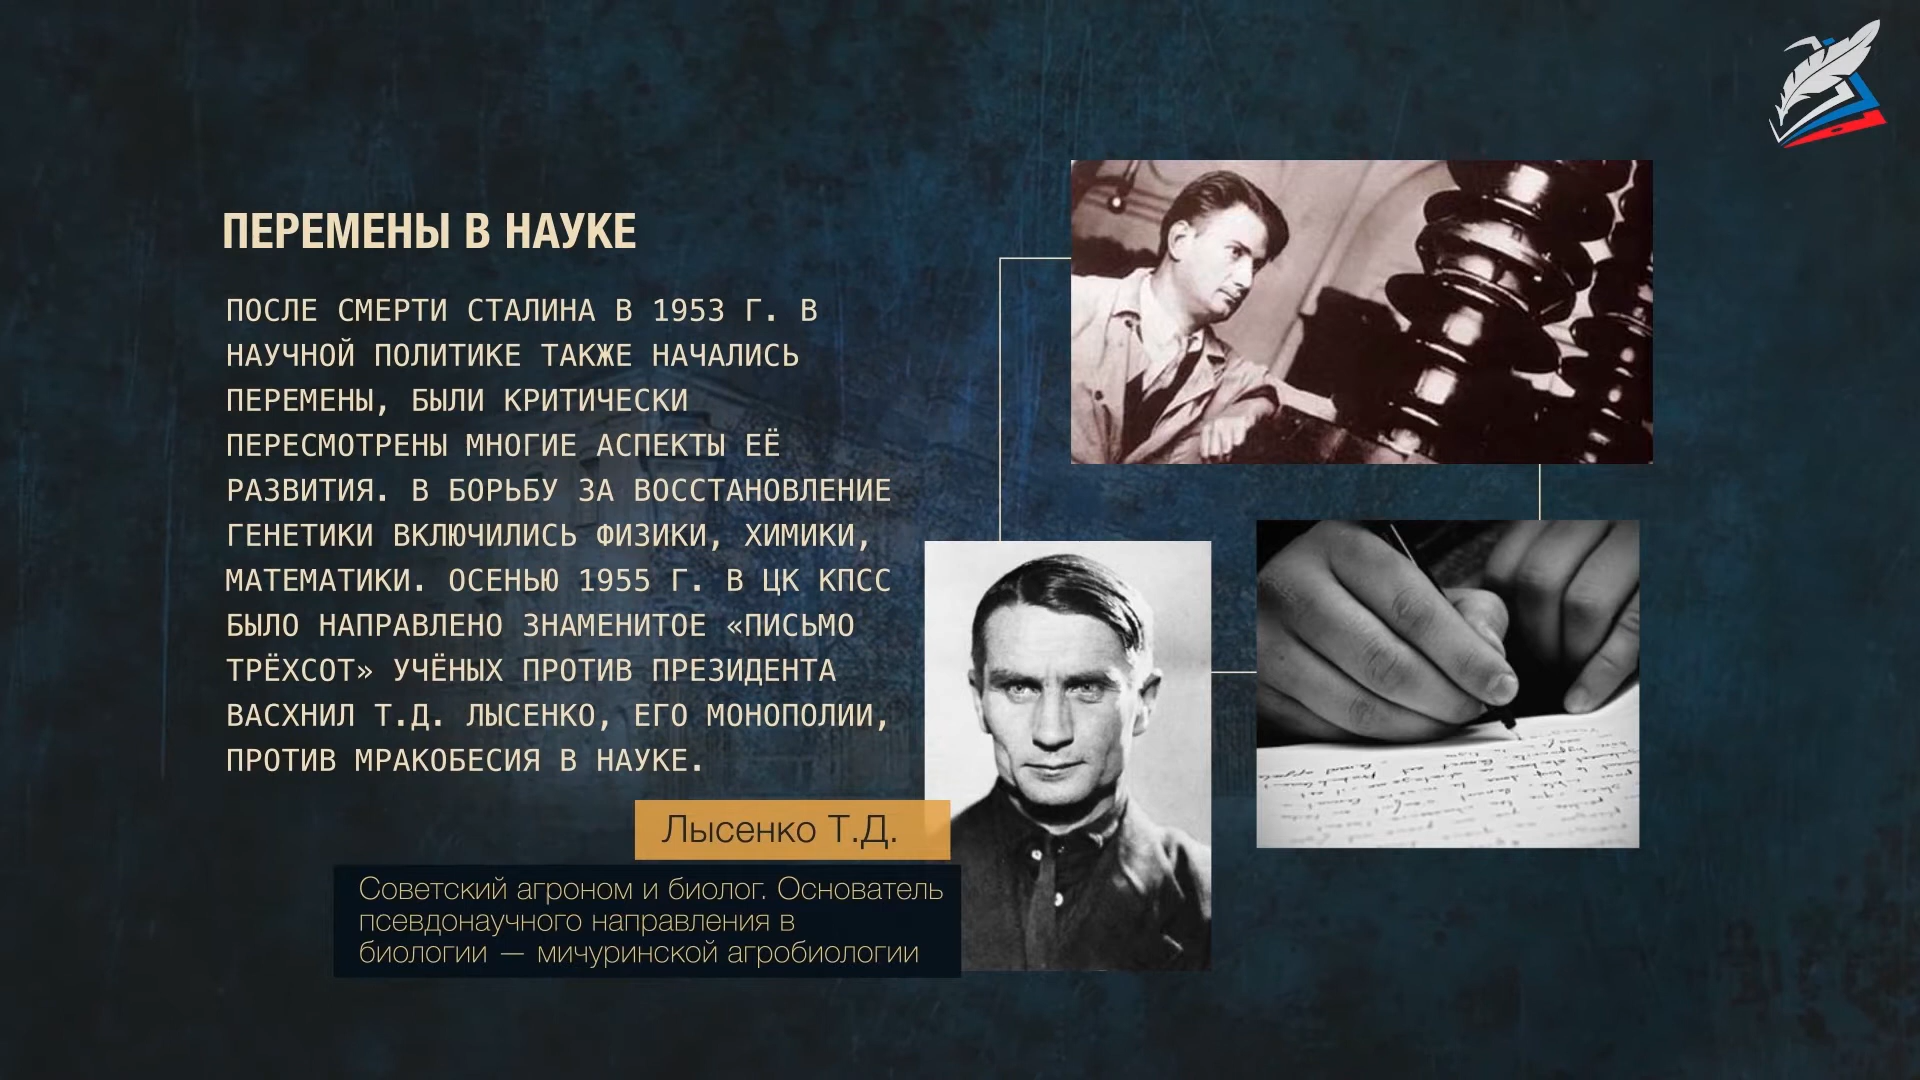 ПЕРЕМЕНЫ В НАУКЕ
ПОСЛЕ СМЕРТИ СТАЛИНА В 1953 Г. В
НАУЧНОЙ ПОЛИТИКЕ ТАКЖЕ НАЧАЛИСЬ
ПЕРЕМЕНЫ, БЫЛИ КРИТИЧЕСКИ
ПЕРЕСМОТРЕНЫ МНОГИЕ АСПЕКТЫ ЕЁ
РАЗВИТИЯ. В БОРЬБУ ЗА ВОССТАНОВЛЕНИЕ
ГЕНЕТИКИ ВКЛЮЧИЛИСЬ ФИЗИКИ, ХИМИКИ,
МАТЕМАТИКИ. ОСЕНЬЮ 1955 Г. В ЦК КПСС
БЫЛО НАПРАВЛЕНО ЗНАМЕНИТОЕ «ПИСЬМО
ТРЁХСОТ» УЧЁНЫХ ПРОТИВ ПРЕЗИДЕНТА
ВАСХНИЛ Т.Д. ЛЫСЕНКО, ЕГО МОНОПОЛИИ,
ПРОТИВ МРАКОБЕСИЯ В НАУКЕ.
Лысенко Т.Д.
Советский агроном и биолог. Основатель
псевдонаучного направления в
биологии — мичуринской агробиологии